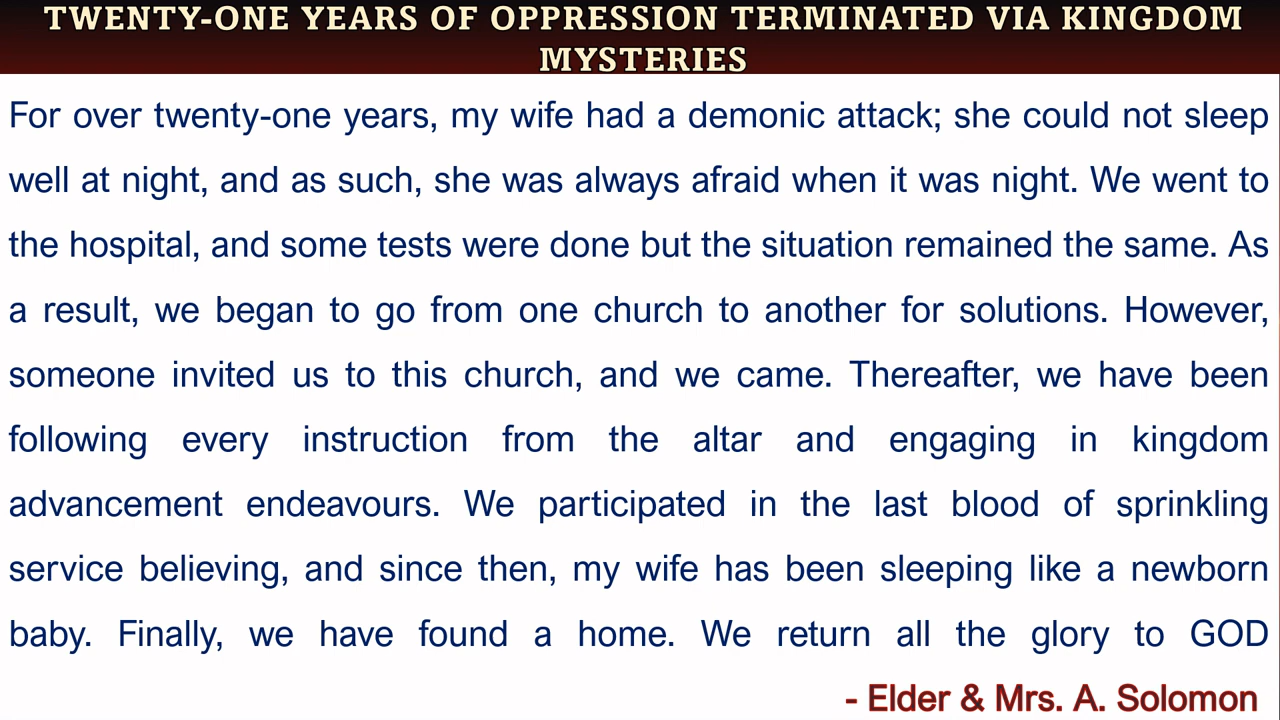 TWENTY-ONE YEARS OF OPPRESSION TERMINATED VIA KINGDOM
MYSTERIES
For over twenty-one years, my wife had a demonic attack; she could not sleep
well at night, and as such, she was always afraid when it was night. We went to
the hospital, and some tests were done but the situation remained the same. As
a result, we began to go from one church to another for solutions. However,
someone invited us to this church, and we came. Thereafter, we have been
following every instruction from the altar and engaging in kingdom
advancement endeavours. We participated in the last blood of sprinkling
service believing, and since then, my wife has been sleeping like a newborn
baby. Finally, we have found a home. We return all the glory to GOD
- Elder & Mrs. A. Solomon